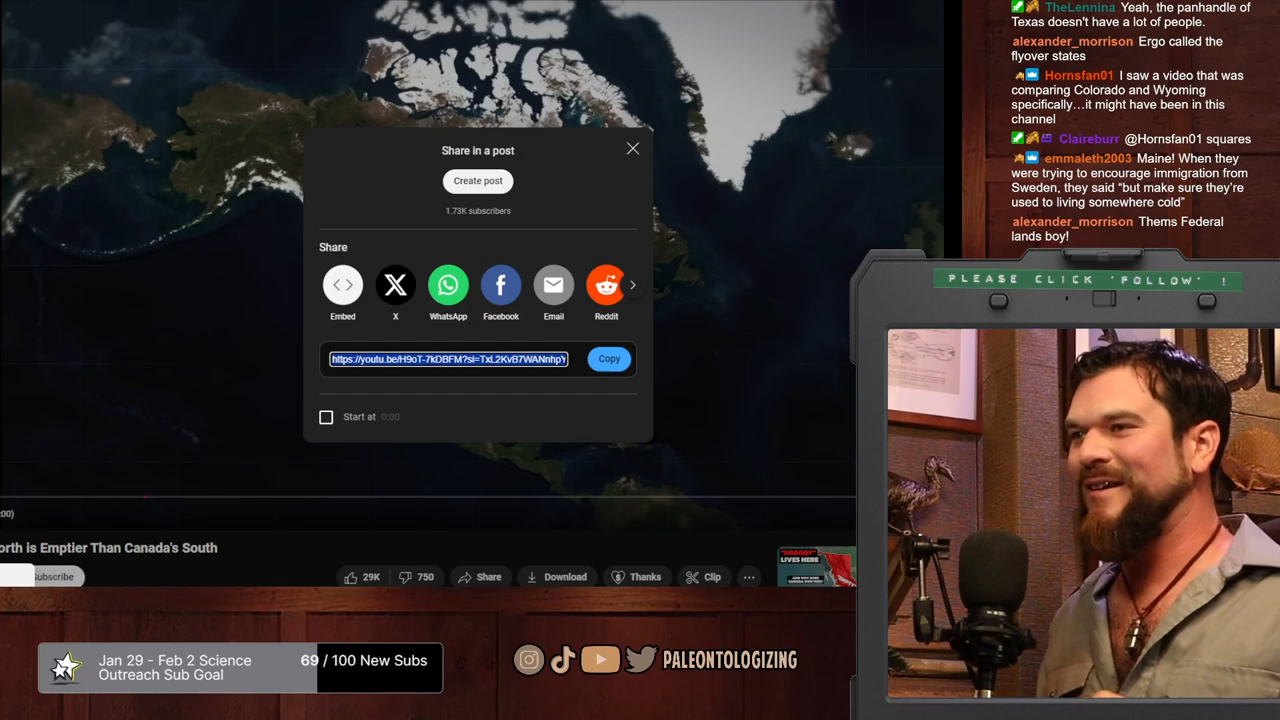 TheLennina Yeah, the panhandle of
Texas doesn't have a lot of people.
alexander_morrison Ergo called the
flyover states
Hornsfan01 I saw a video that was
comparing Colorado and Wyoming
specifically…it might have been in this
channel
Claireburr @Hornsfan01 squares
emmaleth2003 Maine! When they
were trying to encourage immigration from
Sweden, they said “but make sure they’re
used to living somewhere cold”
alexander_morrison Thems Federal
lands boy!
PLEASE CLICK 'FOLLOW' !
Share in a post
Create post
1.73K subscribers
Share
Embed
X
WhatsApp
Facebook
Email
Reddit
https://youtu.be/H9oT-7kDBFM?si=TxL2KvB7WANnhpY
Copy
Start at 0:00
:00)
orth is Emptier Than Canada's South
ubscribe
29K
750
Share
Download
Thanks
Clip
"NOBODY"
LIVES HERE
Jan 29 - Feb 2 Science
Outreach Sub Goal
69 / 100 New Subs
PALEONTOLOGIZING